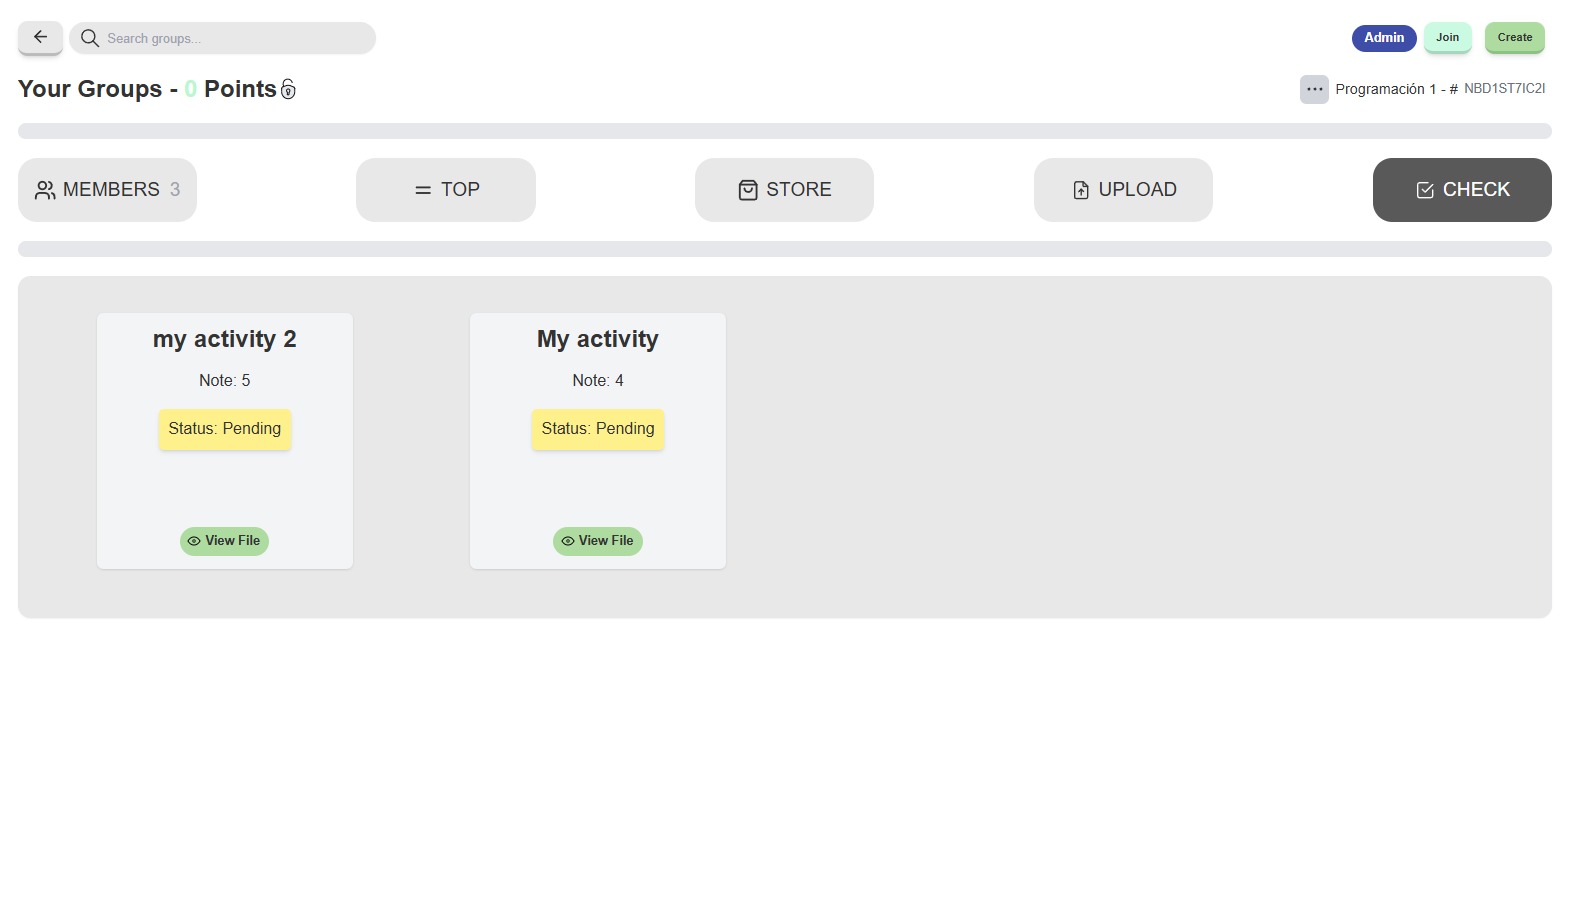 Search groups...
Admin
Join
Create
Your Groups - 0 Points
Programación 1 - # NBD1ST7IC2I
MEMBERS 3
TOP
STORE
UPLOAD
CHECK
my activity 2
Note: 5
Status: Pending
View File
My activity
Note: 4
Status: Pending
View File